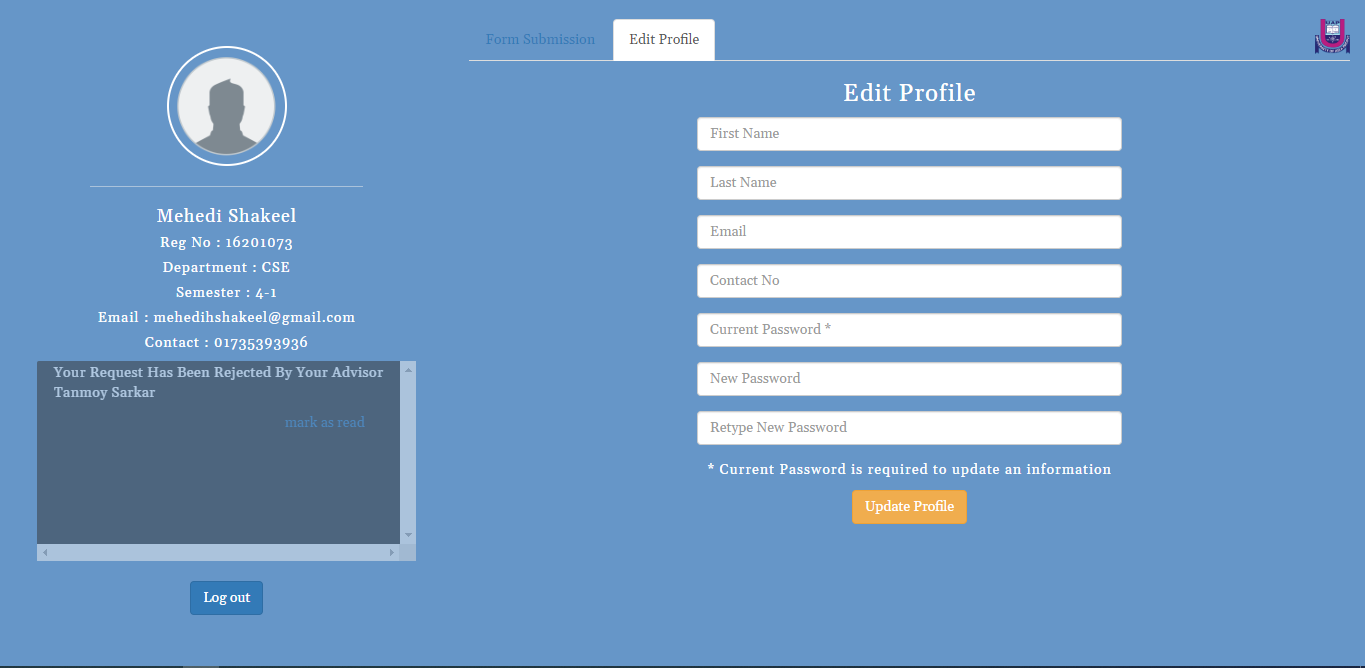 Form Submission
Edit Profile
UAP
Mehedi Shakeel
Reg No : 16201073
Department : CSE
Semester : 4-1
Email : mehedihshakeel@gmail.com
Contact : 01735393936
Your Request Has Been Rejected By Your Advisor
Tanmoy Sarkar
mark as read
Log out
Edit Profile
First Name
Last Name
Email
Contact No
Current Password *
New Password
Retype New Password
* Current Password is required to update an information
Update Profile